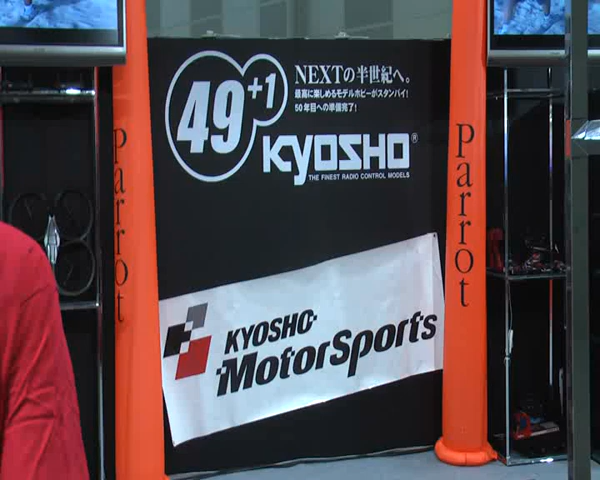 49+1
NEXTの半世紀へ。
最高に楽しめるモデルホビーがスタンバイ!
50年目への準備完了!
KYOSHO®
THE FINEST RADIO CONTROL MODELS
parrot
parrot
KYOSHO
MotorSports